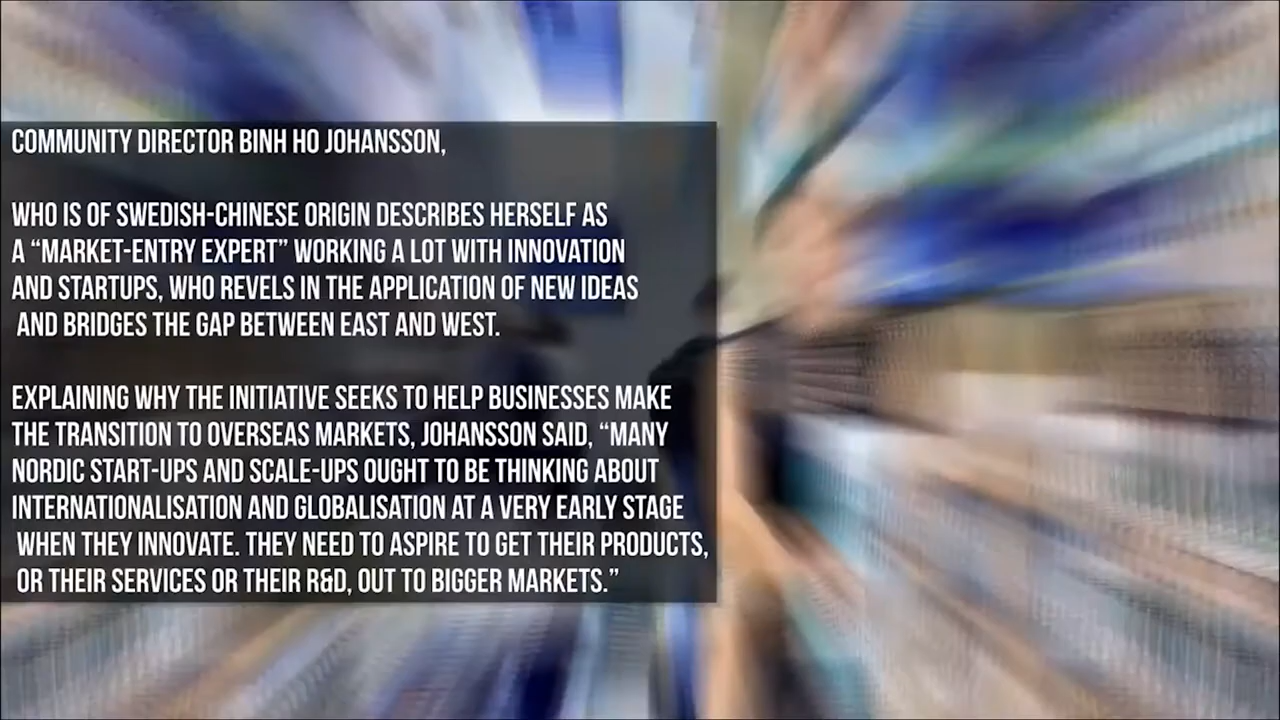 COMMUNITY DIRECTOR BINH HO JOHANSSON,
WHO IS OF SWEDISH-CHINESE ORIGIN DESCRIBES HERSELF AS
A “MARKET-ENTRY EXPERT” WORKING A LOT WITH INNOVATION
AND STARTUPS, WHO REVELS IN THE APPLICATION OF NEW IDEAS
AND BRIDGES THE GAP BETWEEN EAST AND WEST.
EXPLAINING WHY THE INITIATIVE SEEKS TO HELP BUSINESSES MAKE
THE TRANSITION TO OVERSEAS MARKETS, JOHANSSON SAID, “MANY
NORDIC START-UPS AND SCALE-UPS OUGHT TO BE THINKING ABOUT
INTERNATIONALISATION AND GLOBALISATION AT A VERY EARLY STAGE
WHEN THEY INNOVATE. THEY NEED TO ASPIRE TO GET THEIR PRODUCTS,
OR THEIR SERVICES OR THEIR R&D, OUT TO BIGGER MARKETS.”